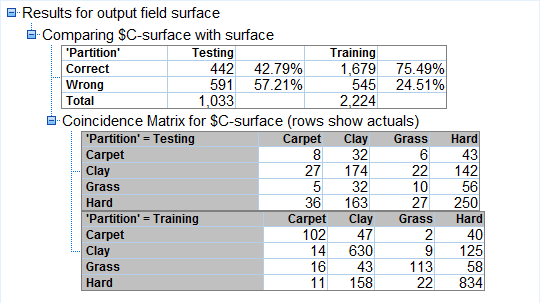 Results for output field surface
Comparing $C-surface with surface
'Partition' Testing Training
Correct 442 42.79% 1,679 75.49%
Wrong 591 57.21% 545 24.51%
Total 1,033 2,224
Coincidence Matrix for $C-surface (rows show actuals)
'Partition' = Testing Carpet Clay Grass Hard
Carpet 8 32 6 43
Clay 27 174 22 142
Grass 5 32 10 56
Hard 36 163 27 250
'Partition' = Training Carpet Clay Grass Hard
Carpet 102 47 2 40
Clay 14 630 9 125
Grass 16 43 113 58
Hard 11 158 22 834